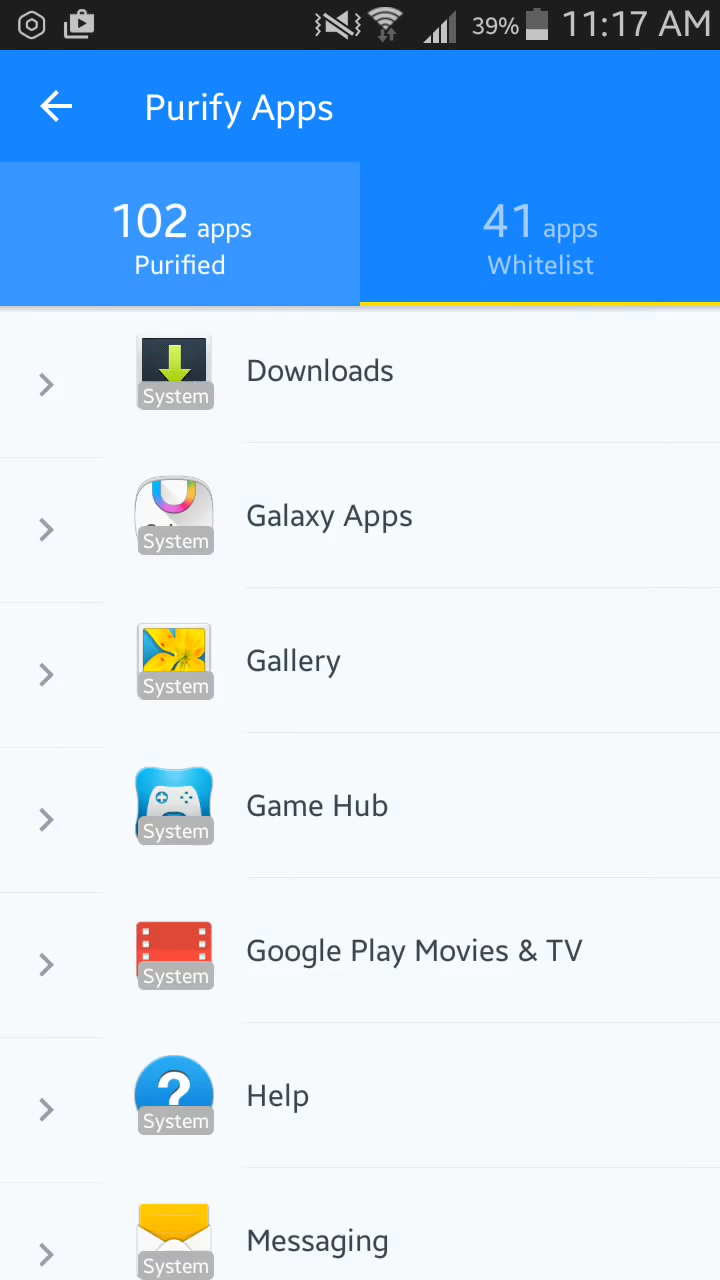 39% 11:17 AM
Purify Apps
102 apps
Purified
41 apps
Whitelist
System
Downloads
System
Galaxy Apps
System
Gallery
System
Game Hub
System
Google Play Movies & TV
System
Help
System
Messaging